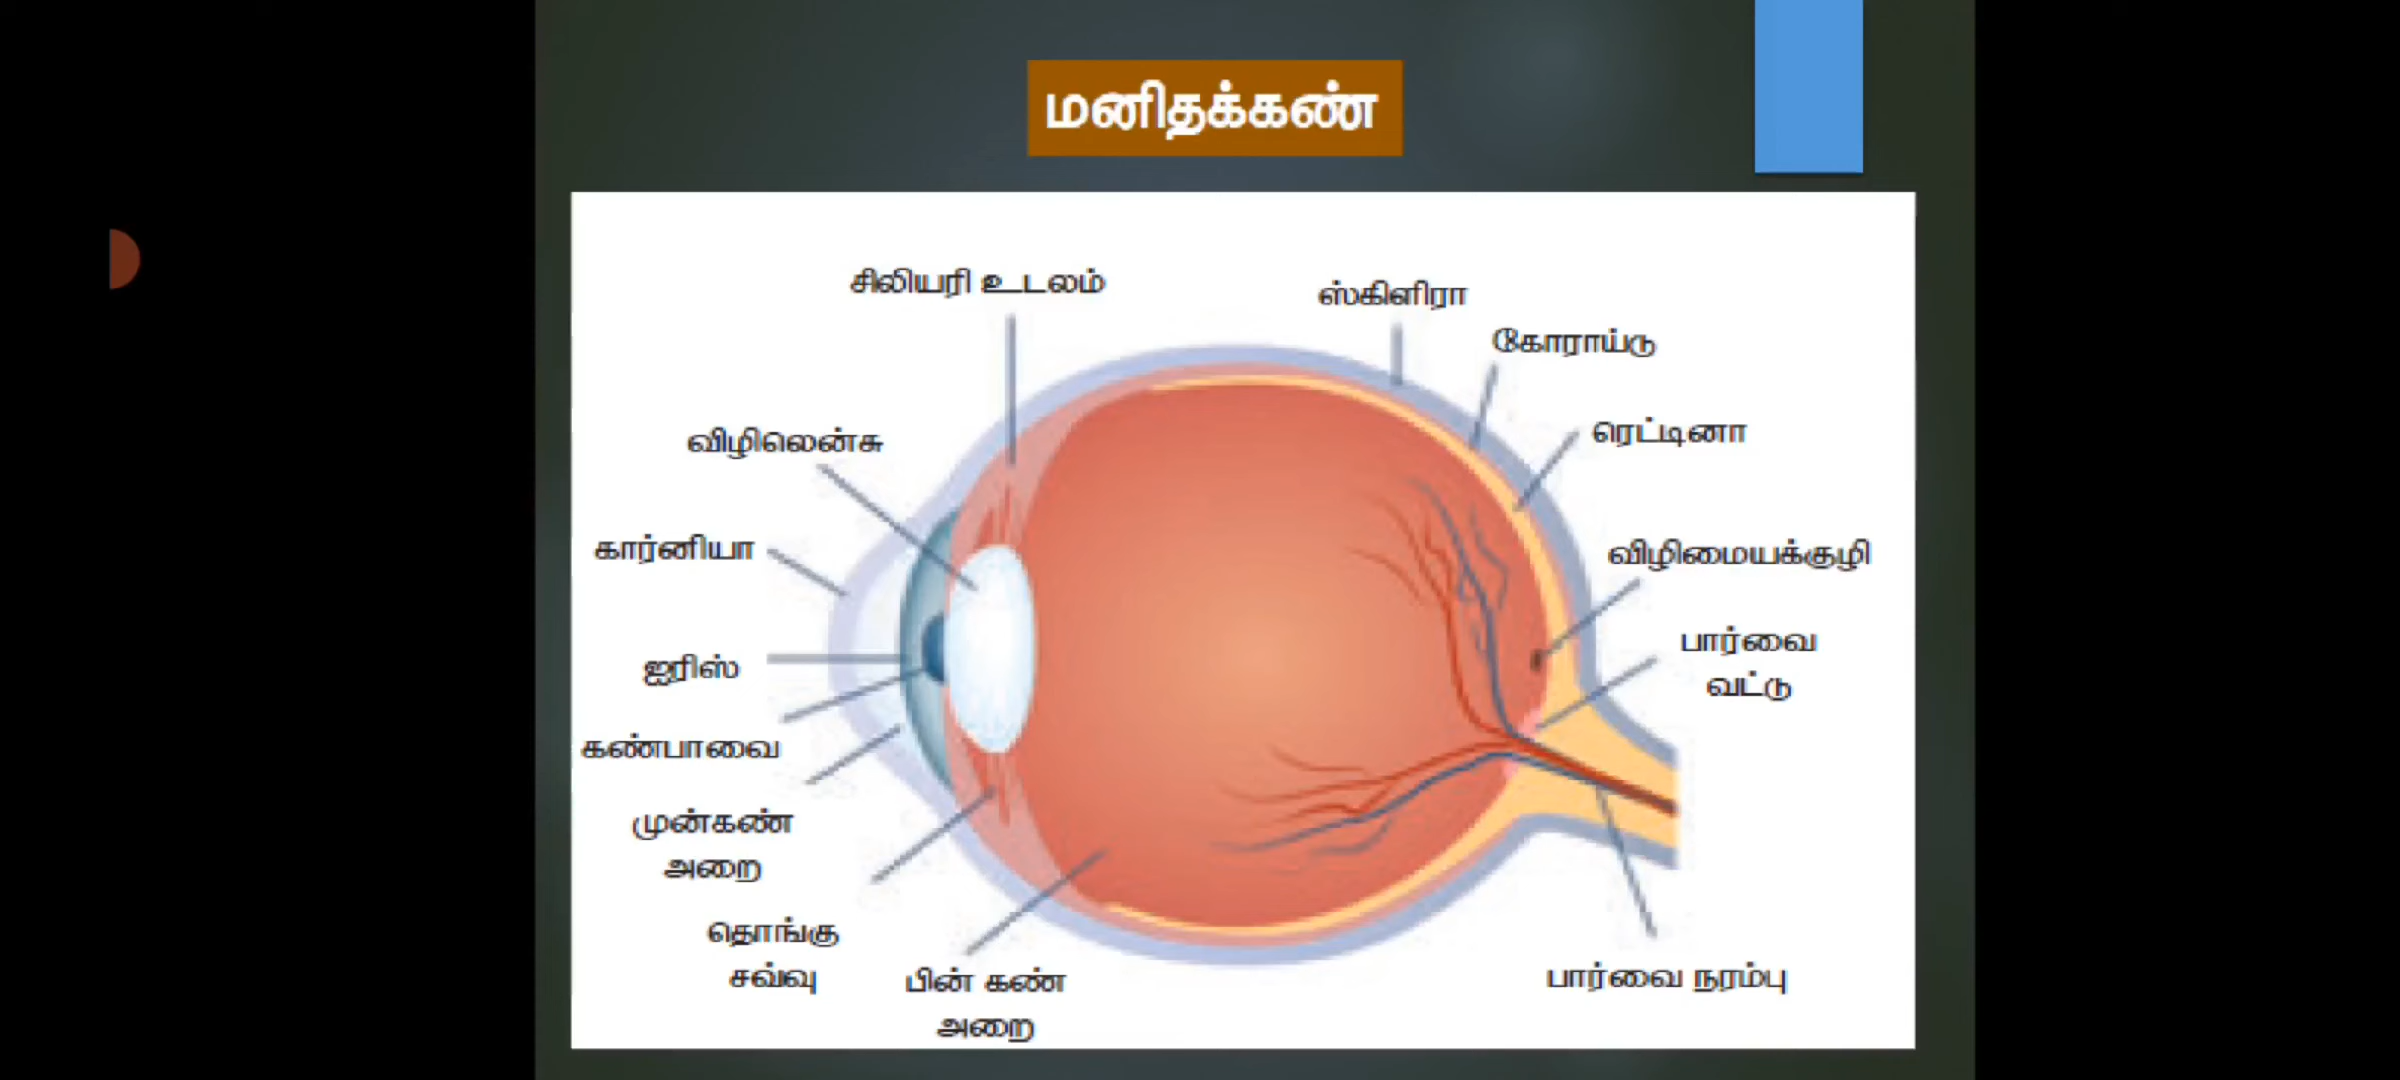 மனிதக்கண்
சிலியரி உடலம்
ஸ்கிளிரா
கோராய்டு
விழிலென்சு
ரெட்டினா
கார்னியா
விழிமையக்குழி
ஐரிஸ்
பார்வை
வட்டு
கண்பாவை
முன்கண்
அறை
தொங்கு
சவ்வு
பின் கண்
அறை
பார்வை நரம்பு